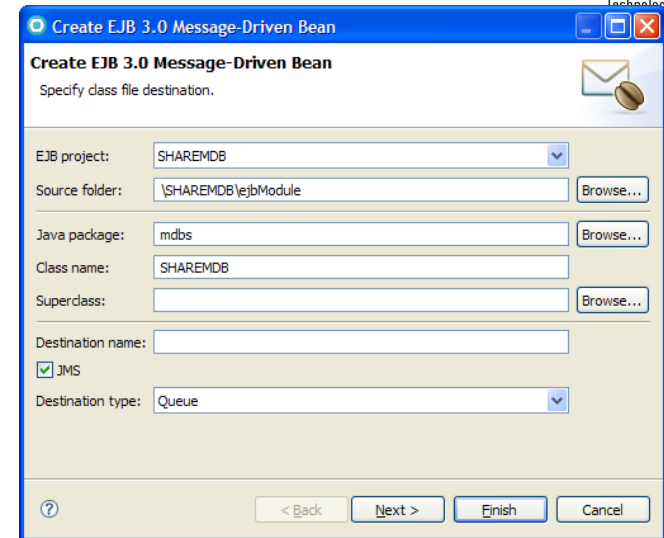 Technolog
Create EJB 3.0 Message-Driven Bean
Create EJB 3.0 Message-Driven Bean
Specify class file destination.
EJB project: SHAREMDB
Source folder: \SHAREMDB\ejbModule Browse...
Java package: mdbs Browse...
Class name: SHAREMDB
Superclass: Browse...
Destination name:
JMS
Destination type: Queue
? < Back Next > Finish Cancel